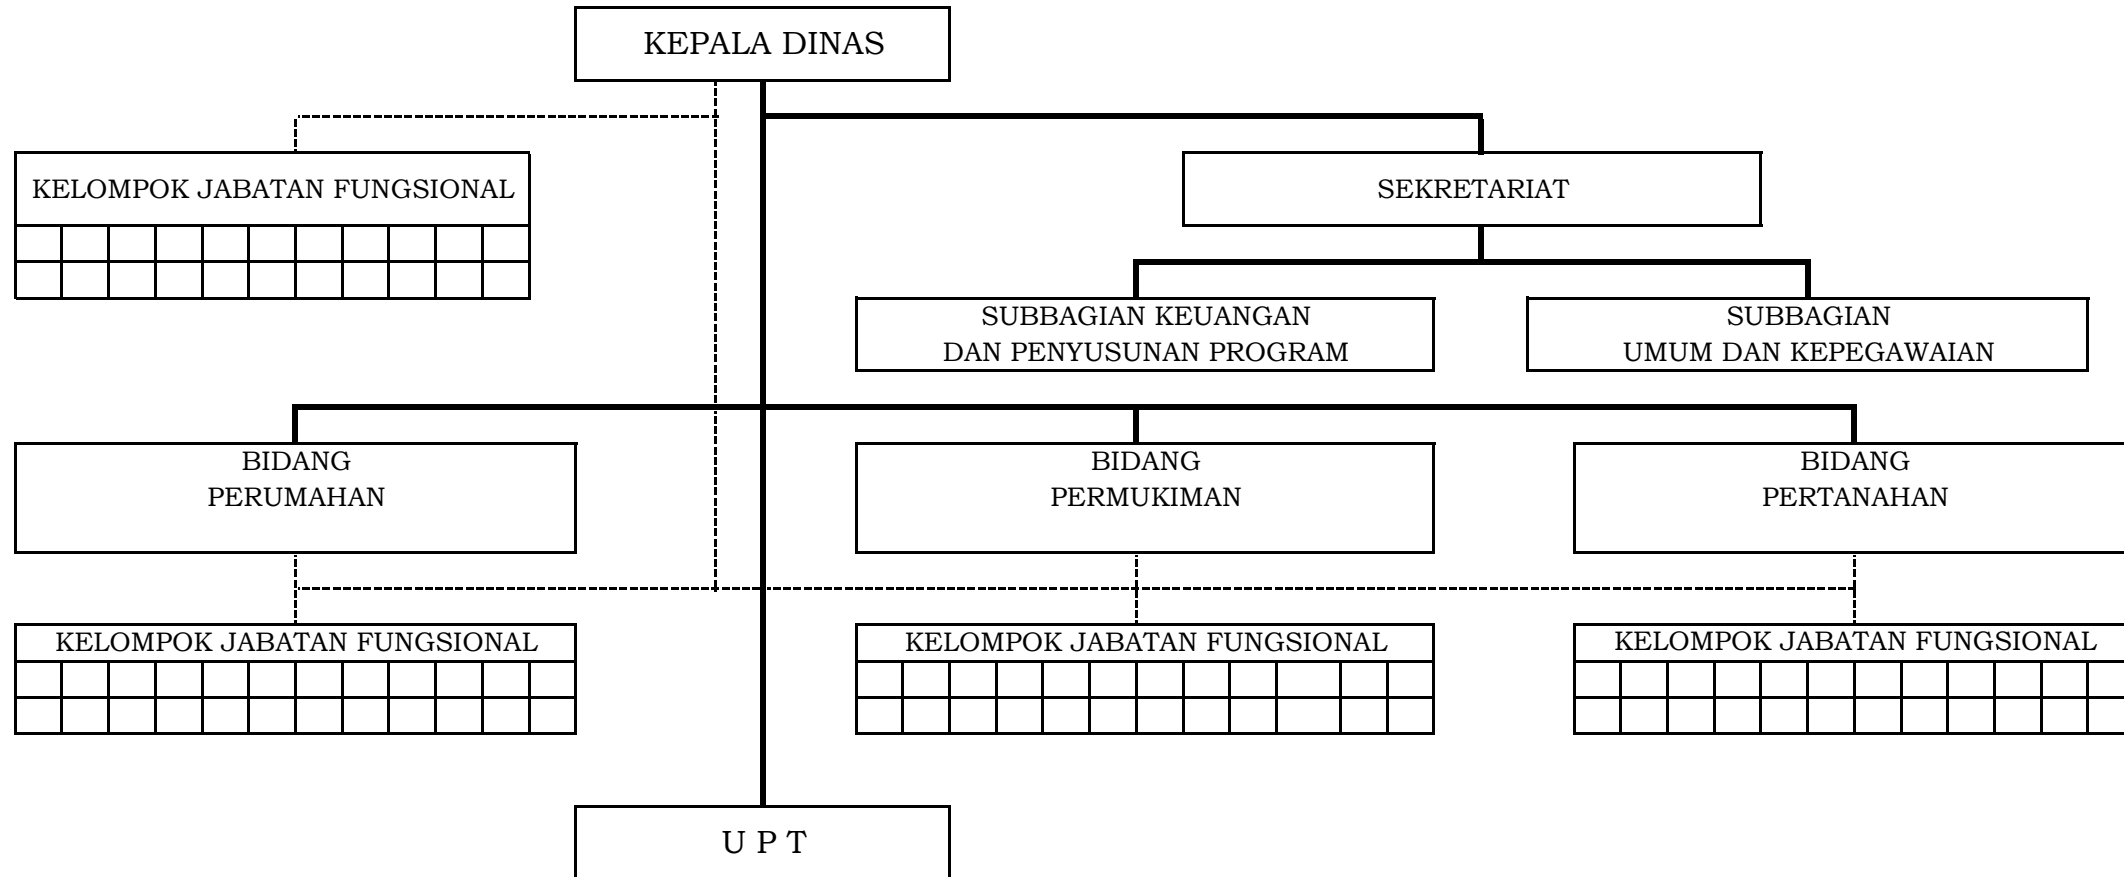 KEPALA DINAS
KELOMPOK JABATAN FUNGSIONAL
SEKRETARIAT
SUBBAGIAN KEUANGAN
DAN PENYUSUNAN PROGRAM
SUBBAGIAN
UMUM DAN KEPEGAWAIAN
BIDANG
PERUMAHAN
BIDANG
PERMUKIMAN
BIDANG
PERTANAHAN
KELOMPOK JABATAN FUNGSIONAL
KELOMPOK JABATAN FUNGSIONAL
KELOMPOK JABATAN FUNGSIONAL
U P T